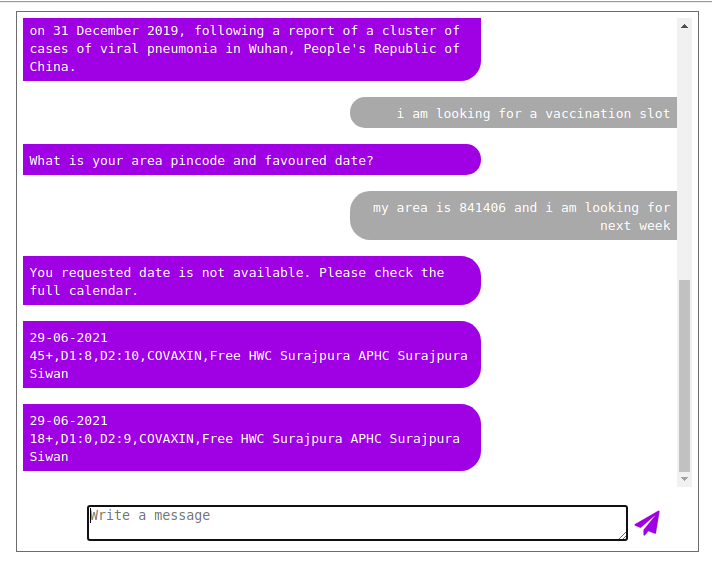 on 31 December 2019, following a report of a cluster of
cases of viral pneumonia in Wuhan, People's Republic of
China.
i am looking for a vaccination slot
What is your area pincode and favoured date?
my area is 841406 and i am looking for
next week
You requested date is not available. Please check the
full calendar.
29-06-2021
45+,D1:8,D2:10,COVAXIN,Free HWC Surajpura APHC Surajpura
Siwan
29-06-2021
18+,D1:0,D2:9,COVAXIN,Free HWC Surajpura APHC Surajpura
Siwan
Write a message